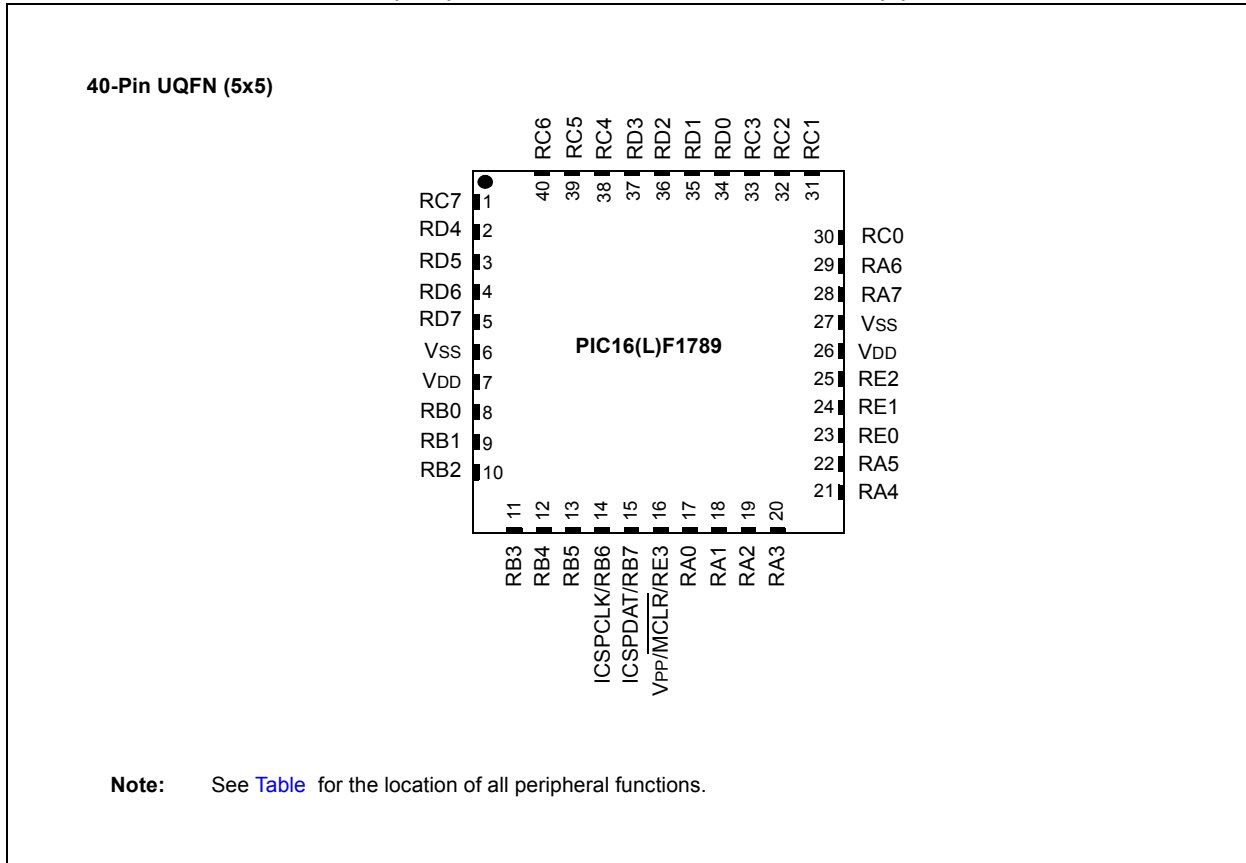 40-Pin UQFN (5x5)
RC6
RC5
RC4
RD3
RD2
RD1
RD0
RC3
RC2
RC1
40
39
38
37
36
35
34
33
32
31
RC7 1
RD4 2
RD5 3
RD6 4
RD7 5
VSS 6
VDD 7
RB0 8
RB1 9
RB2 10
PIC16(L)F1789
30 RC0
29 RA6
28 RA7
27 VSS
26 VDD
25 RE2
24 RE1
23 RE0
22 RA5
21 RA4
11
12
13
14
15
16
17
18
19
20
RB3
RB4
RB5
ICSPCLK/RB6
ICSPDAT/RB7
VPP/MCLR/RE3
RA0
RA1
RA2
RA3
Note: See Table for the location of all peripheral functions.